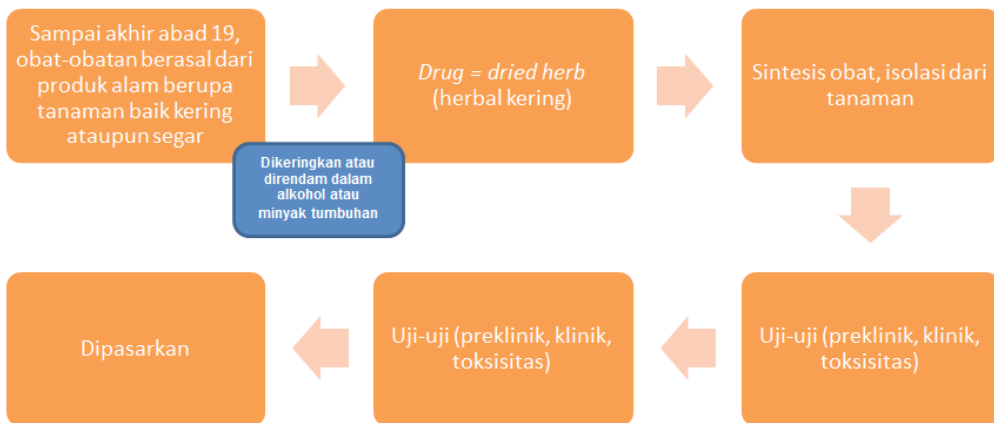 Sampai akhir abad 19,
obat-obatan berasal dari
produk alam berupa
tanaman baik kering
ataupun segar
Dikeringkan atau
direndam dalam
alkohol atau
minyak tumbuhan
Drug = dried herb
(herbal kering)
Sintesis obat, isolasi dari
tanaman
Uji-uji (preklinik, klinik,
toksisitas)
Uji-uji (preklinik, klinik,
toksisitas)
Dipasarkan